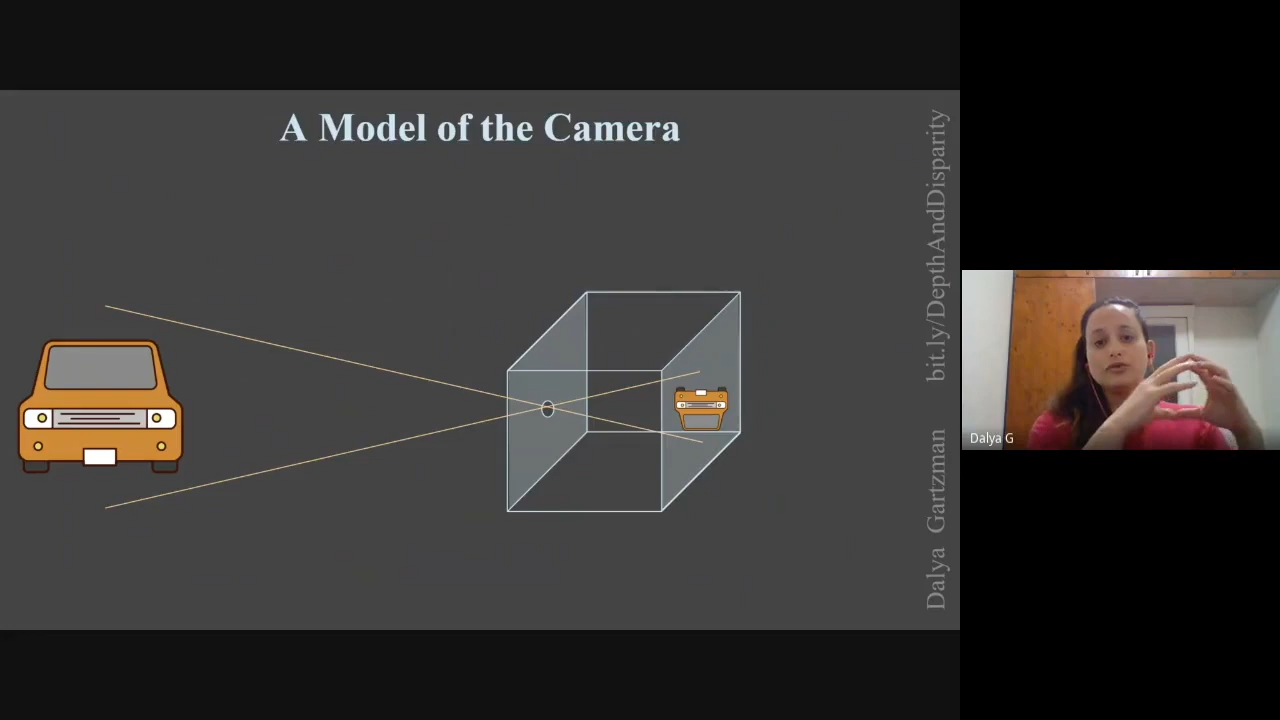 A Model of the Camera
Dalya Gartzman bit.ly/DepthAndDisparity
Dalya G